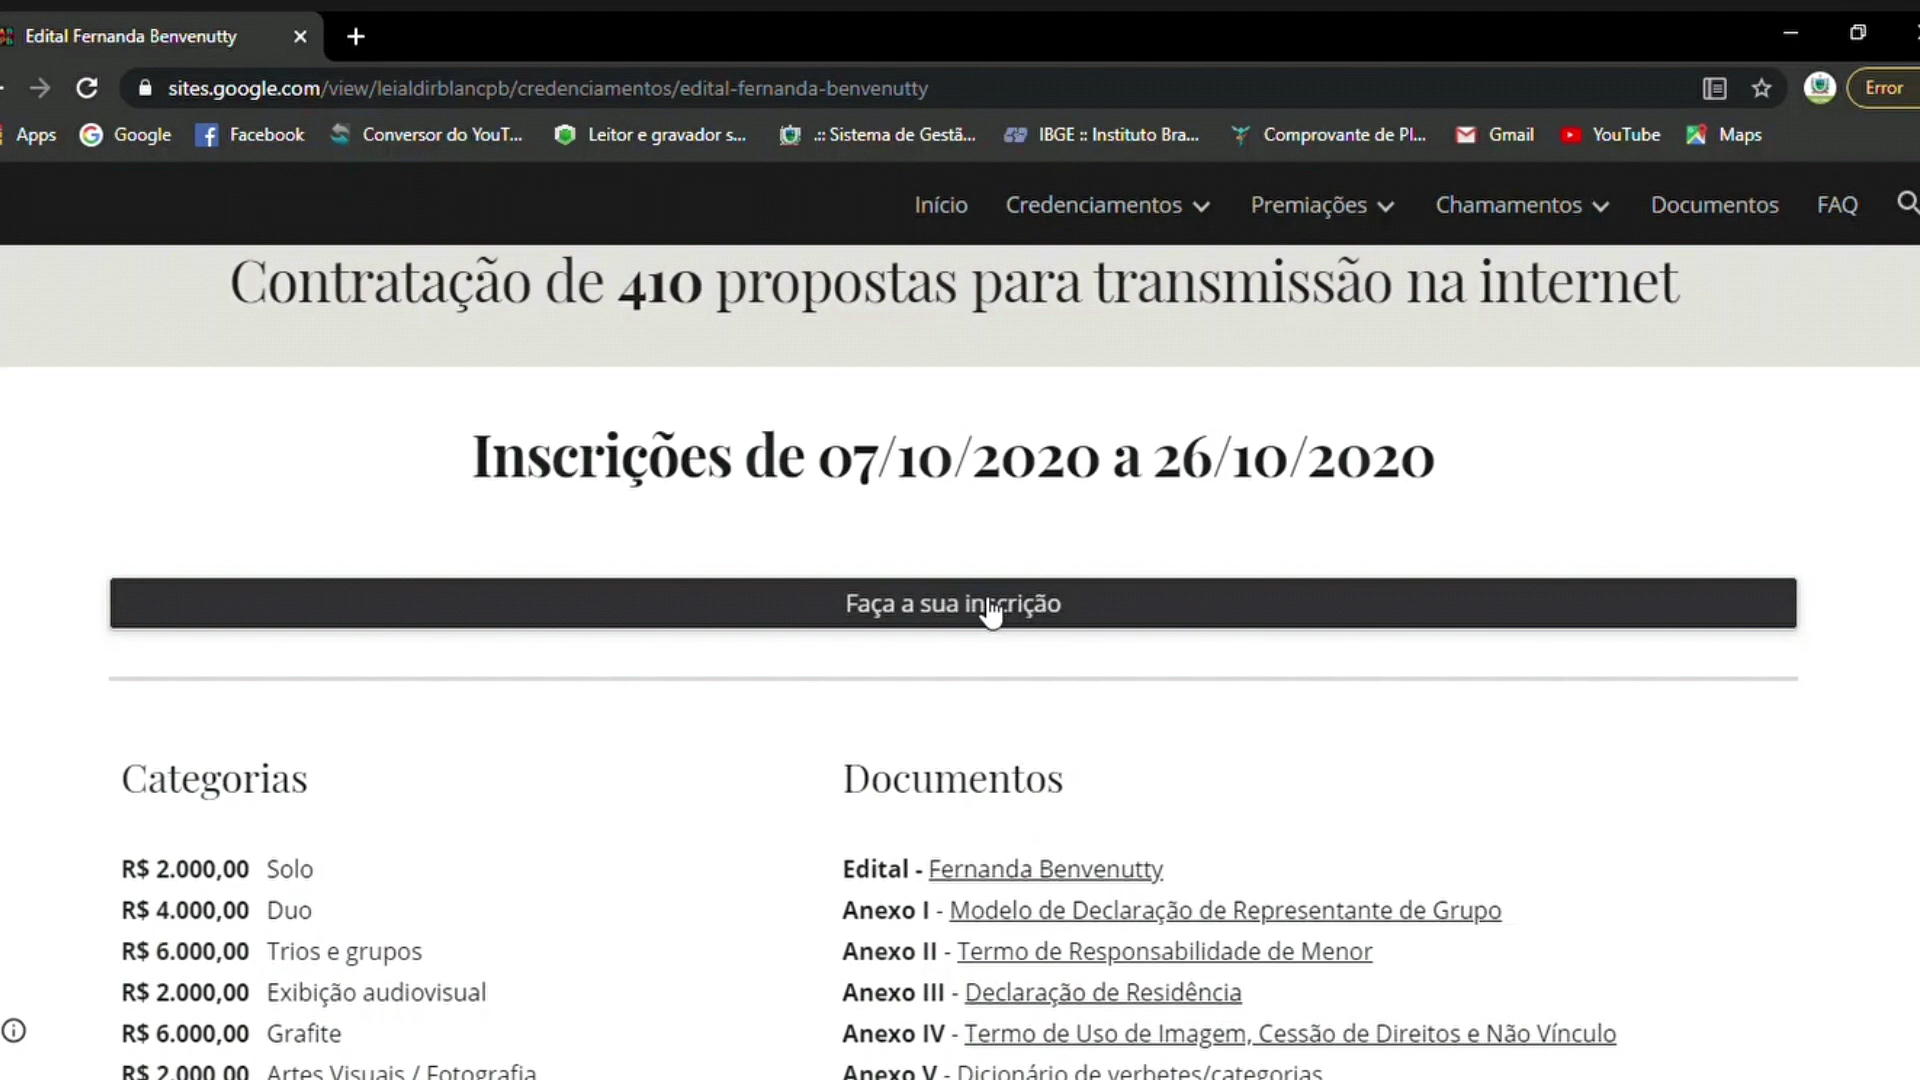 Edital Fernanda Benvenutty
sites.google.com/view/leialdirblancpb/credenciamentos/edital-fernanda-benvenutty
Error
Apps Google Facebook Conversor do YouT... Leitor e gravador s... .:: Sistema de Gestã... IBGE :: Instituto Bra... Comprovante de Pl... Gmail YouTube Maps
Início Credenciamentos Premiações Chamamentos Documentos FAQ
Contratação de 410 propostas para transmissão na internet
Inscrições de 07/10/2020 a 26/10/2020
Faça a sua inscrição
Categorias
R$ 2.000,00 Solo
R$ 4.000,00 Duo
R$ 6.000,00 Trios e grupos
R$ 2.000,00 Exibição audiovisual
R$ 6.000,00 Grafite
R$ 2.000,00 Artes Visuais / Fotografia
Documentos
Edital - Fernanda Benvenutty
Anexo I - Modelo de Declaração de Representante de Grupo
Anexo II - Termo de Responsabilidade de Menor
Anexo III - Declaração de Residência
Anexo IV - Termo de Uso de Imagem, Cessão de Direitos e Não Vínculo
Anexo V - Dicionário de verbetes/categorias